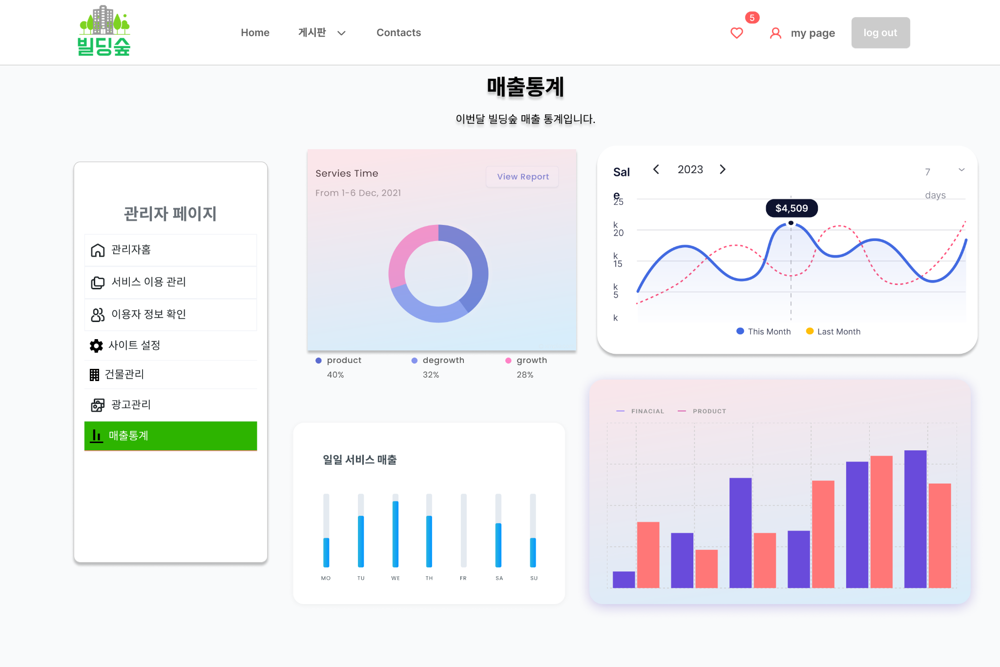 빌딩숲
Home
게시판
Contacts
5
my page
log out
매출통계
이번달 빌딩숲 매출 통계입니다.
관리자 페이지
관리자홈
서비스 이용 관리
이용자 정보 확인
사이트 설정
건물관리
광고관리
매출통계
Servies Time
View Report
From 1-6 Dec, 2021
product
40%
degrowth
32%
growth
28%
Sal
e
2023
7
days
25
k
20
k
15
k
5
k
$4,509
This Month
Last Month
일일 서비스 매출
MO
TU
WE
TH
FR
SA
SU
FINACIAL
PRODUCT